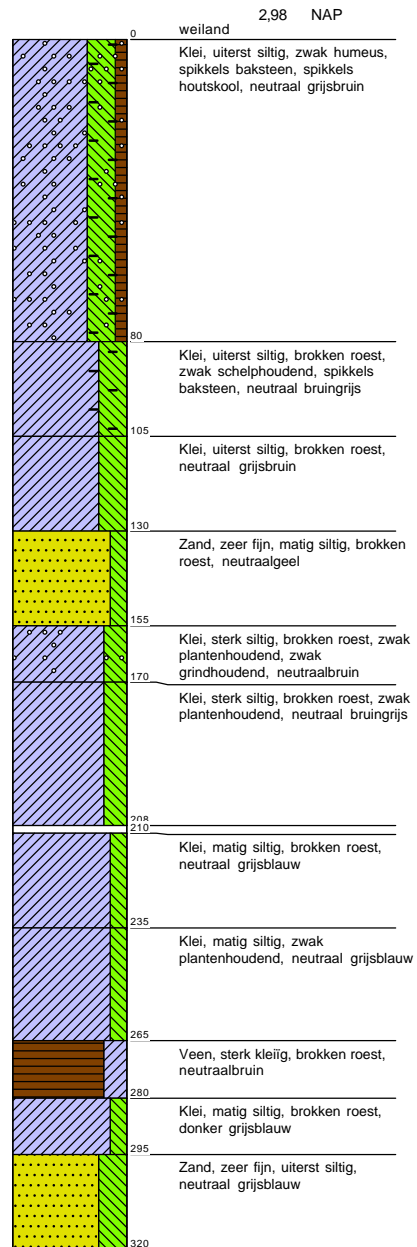 2,98 NAP
0
weiland
Klei, uiterst siltig, zwak humeus,
spikkels baksteen, spikkels
houtskool, neutraal grijsbruin
80
Klei, uiterst siltig, brokken roest,
zwak schelphoudend, spikkels
baksteen, neutraal bruingrijs
105
Klei, uiterst siltig, brokken roest,
neutraal grijsbruin
130
Zand, zeer fijn, matig siltig, brokken
roest, neutraalgeel
155
Klei, sterk siltig, brokken roest, zwak
plantenhoudend, zwak
grindhoudend, neutraalbruin
170
Klei, sterk siltig, brokken roest, zwak
plantenhoudend, neutraal bruingrijs
208
210
Klei, matig siltig, brokken roest,
neutraal grijsblauw
235
Klei, matig siltig, zwak
plantenhoudend, neutraal grijsblauw
265
Veen, sterk kleiïg, brokken roest,
neutraalbruin
280
Klei, matig siltig, brokken roest,
donker grijsblauw
295
Zand, zeer fijn, uiterst siltig,
neutraal grijsblauw
320